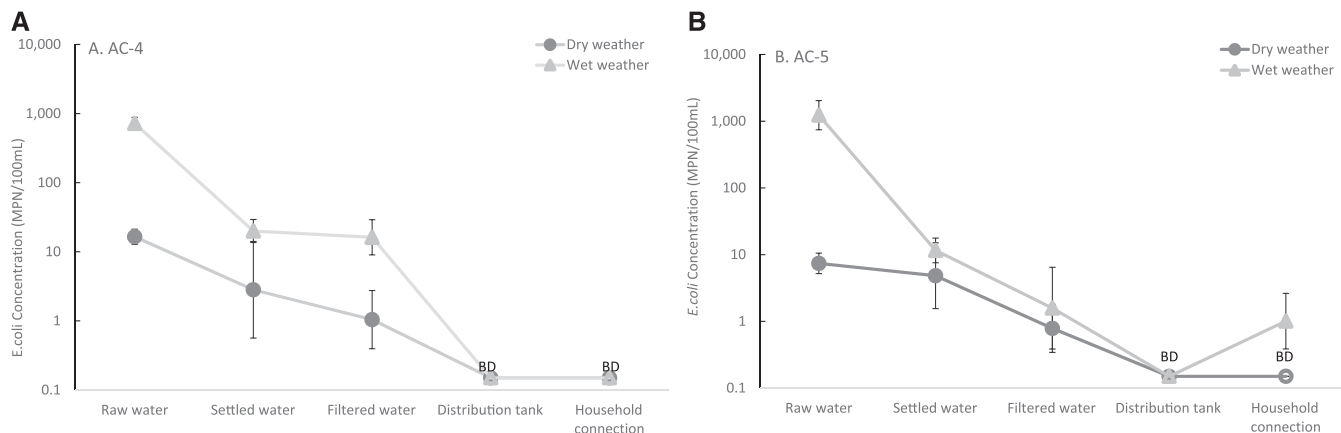 A
A. AC-4
Dry weather
Wet weather
E.coli Concentration (MPN/100mL)
10,000
1,000
100
10
1
0.1
BD
BD
Raw water
Settled water
Filtered water
Distribution tank
Household
connection
B
B. AC-5
Dry weather
Wet weather
E.coli Concentration (MPN/100mL)
10,000
1,000
100
10
1
0.1
BD
BD
Raw water
Settled water
Filtered water
Distribution tank
Household
connection